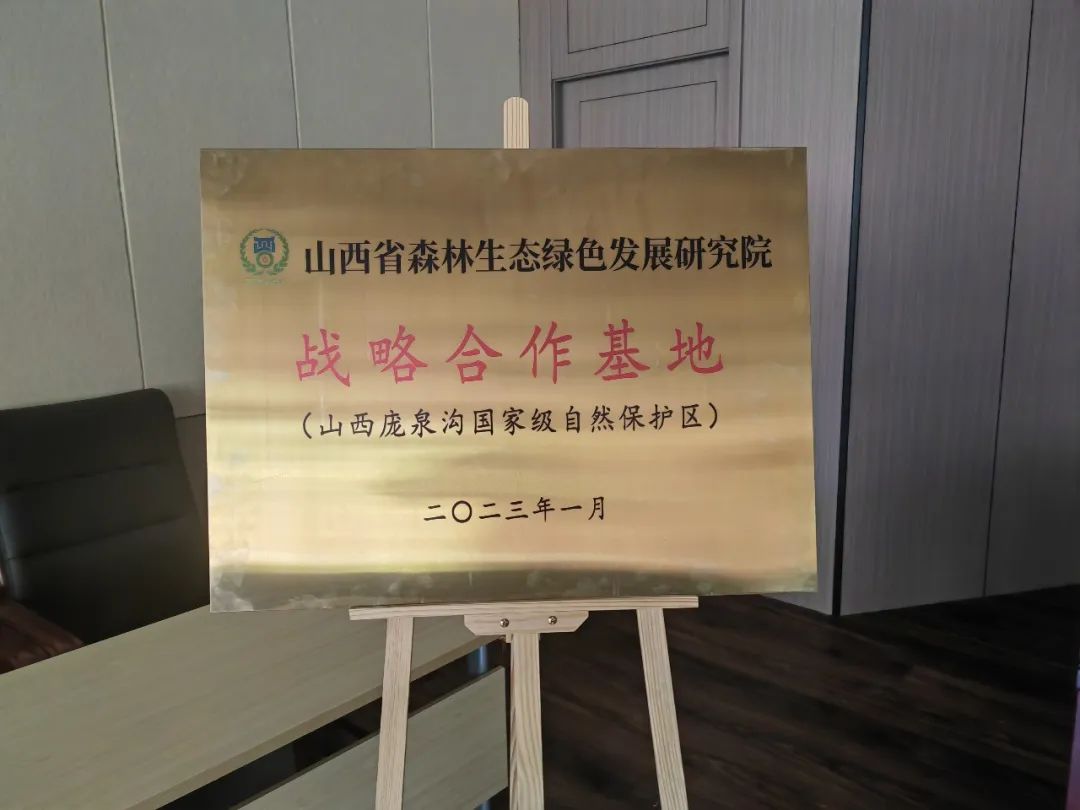 山西省森林生态绿色发展研究院
战略合作基地
（山西庞泉沟国家级自然保护区）
二〇二三年一月